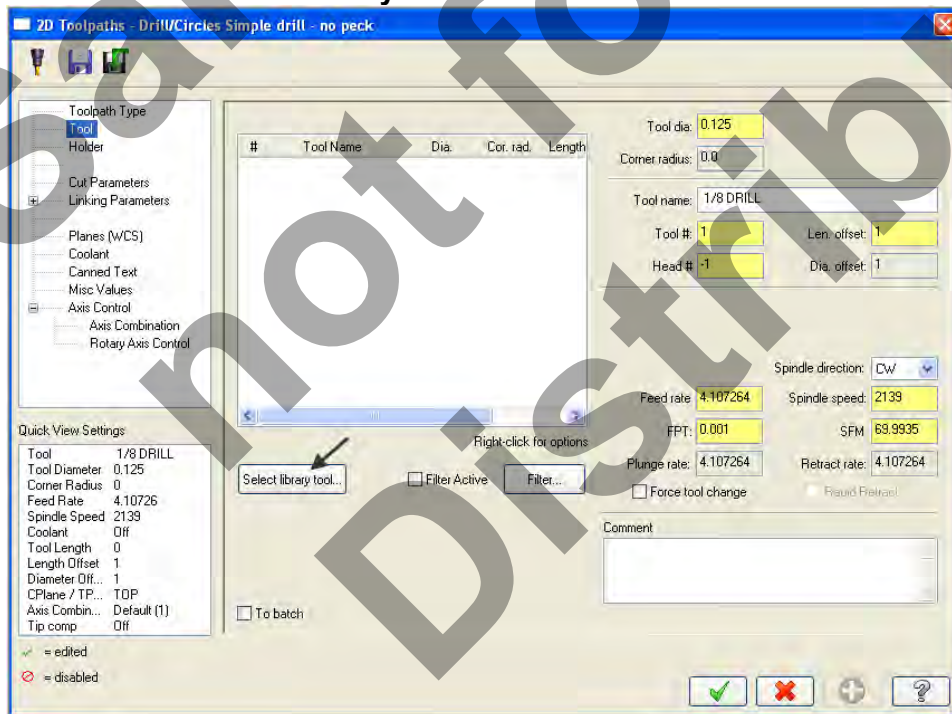 2D Toolpaths - Drill/Circles Simple drill - no peck
Toolpath Type
Tool
Holder
Cut Parameters
Linking Parameters
Planes (WCS)
Coolant
Canned Text
Misc Values
Axis Control
Axis Combination
Rotary Axis Control
Quick View Settings
Tool 1/8 DRILL
Tool Diameter 0.125
Corner Radius 0
Feed Rate 4.10726
Spindle Speed 2139
Coolant Off
Tool Length 0
Length Offset 1
Diameter Off... 1
CPlane / TP... TOP
Axis Combin... Default (1)
Tip comp Off
= edited
= disabled
# Tool Name Dia. Cor. rad. Length
Right-click for options
Select library tool... Filter Active Filter...
To batch
Tool dia: 0.125
Corner radius: 0.0
Tool name: 1/8 DRILL
Tool #: 1 Len. offset: 1
Head # -1 Dia. offset: 1
Spindle direction: CW
Feed rate: 4.107264 Spindle speed: 2139
FPT: 0.001 SFM 69.9935
Plunge rate: 4.107264 Retract rate: 4.107264
Force tool change Rapid Retract
Comment
not for
Distrib